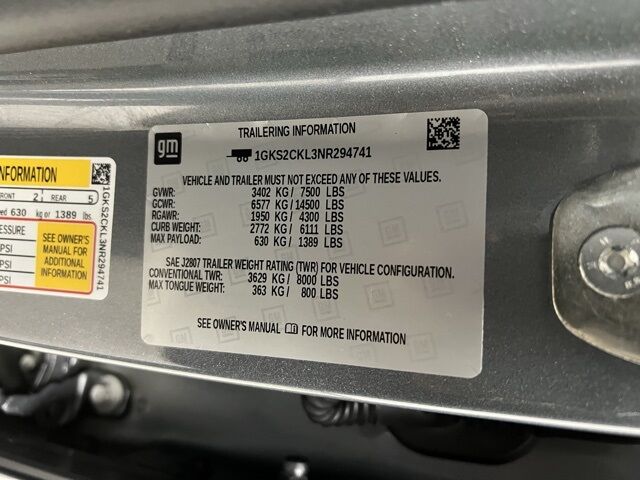 INFORMATION
FRONT 2 REAR 5
630 kg or 1389 lbs
PRESSURE
PSI
PSI
PSI
SEE OWNER'S
MANUAL FOR
ADDITIONAL
INFORMATION
1GKS2CKL3NR294741
gm
TRAILERING INFORMATION
1GKS2CKL3NR294741
VEHICLE AND TRAILER MUST NOT EXCEED ANY OF THESE VALUES.
GVWR: 3402 KG / 7500 LBS
GCWR: 6577 KG / 14500 LBS
RGAWR: 1950 KG / 4300 LBS
CURB WEIGHT: 2772 KG / 6111 LBS
MAX PAYLOAD: 630 KG / 1389 LBS
SAE J2807 TRAILER WEIGHT RATING (TWR) FOR VEHICLE CONFIGURATION.
CONVENTIONAL TWR: 3629 KG / 8000 LBS
MAX TONGUE WEIGHT: 363 KG / 800 LBS
SEE OWNER'S MANUAL FOR MORE INFORMATION